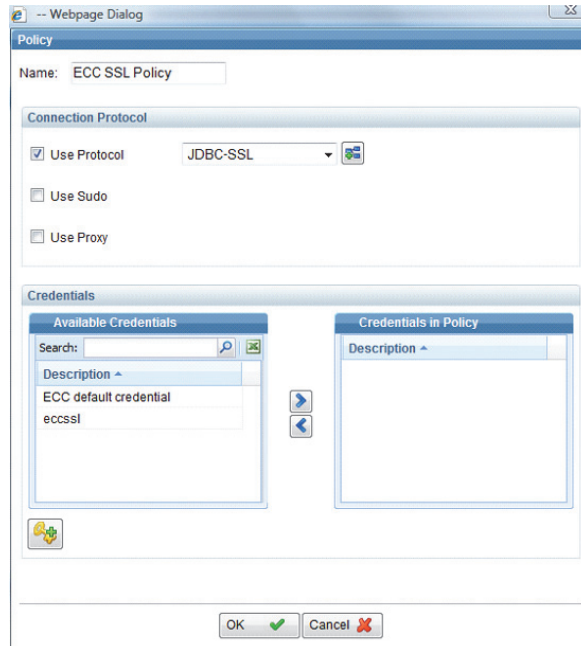 -- Webpage Dialog
Policy
Name: ECC SSL Policy
Connection Protocol
Use Protocol JDBC-SSL
Use Sudo
Use Proxy
Credentials
Available Credentials Credentials in Policy
Search:
Description Description
ECC default credential
eccssl
OK Cancel